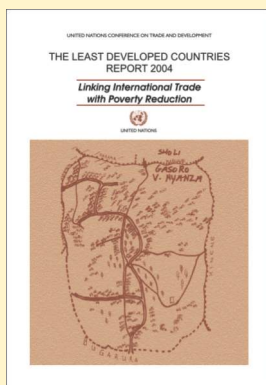 UNITED NATIONS CONFERENCE ON TRADE AND DEVELOPMENT
THE LEAST DEVELOPED COUNTRIES
REPORT 2004
Linking International Trade
with Poverty Reduction
UNITED NATIONS
GASORO